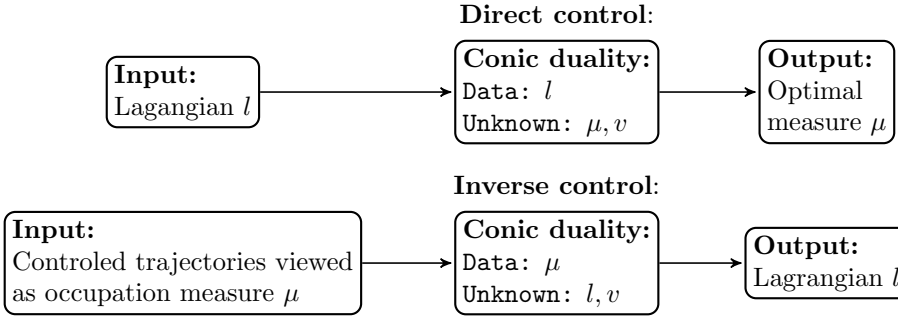 Direct control:
Input:
Lagangian l
Conic duality:
Data: l
Unknown: μ, v
Output:
Optimal
measure μ
Inverse control:
Input:
Controled trajectories viewed
as occupation measure μ
Conic duality:
Data: μ
Unknown: l, v
Output:
Lagrangian l